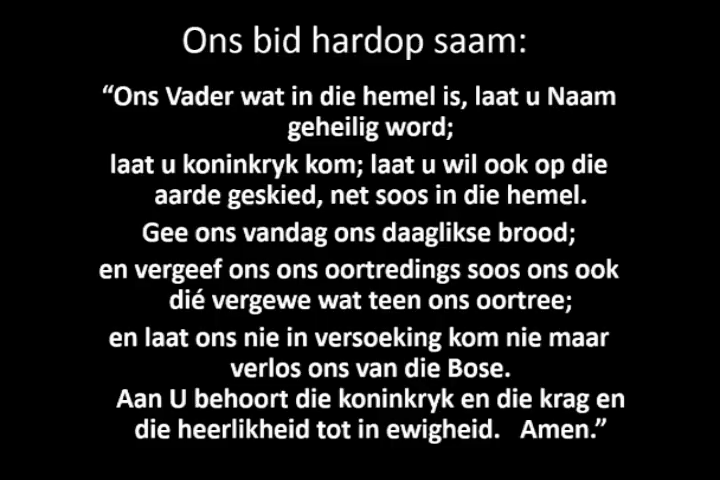 Ons bid hardop saam:
“Ons Vader wat in die hemel is, laat u Naam
geheilig word;
laat u koninkryk kom; laat u wil ook op die
aarde geskied, net soos in die hemel.
Gee ons vandag ons daaglikse brood;
en vergeef ons ons oortredings soos ons ook
dié vergewe wat teen ons oortree;
en laat ons nie in versoeking kom nie maar
verlos ons van die Bose.
Aan U behoort die koninkryk en die krag en
die heerlikheid tot in ewigheid.   Amen.”